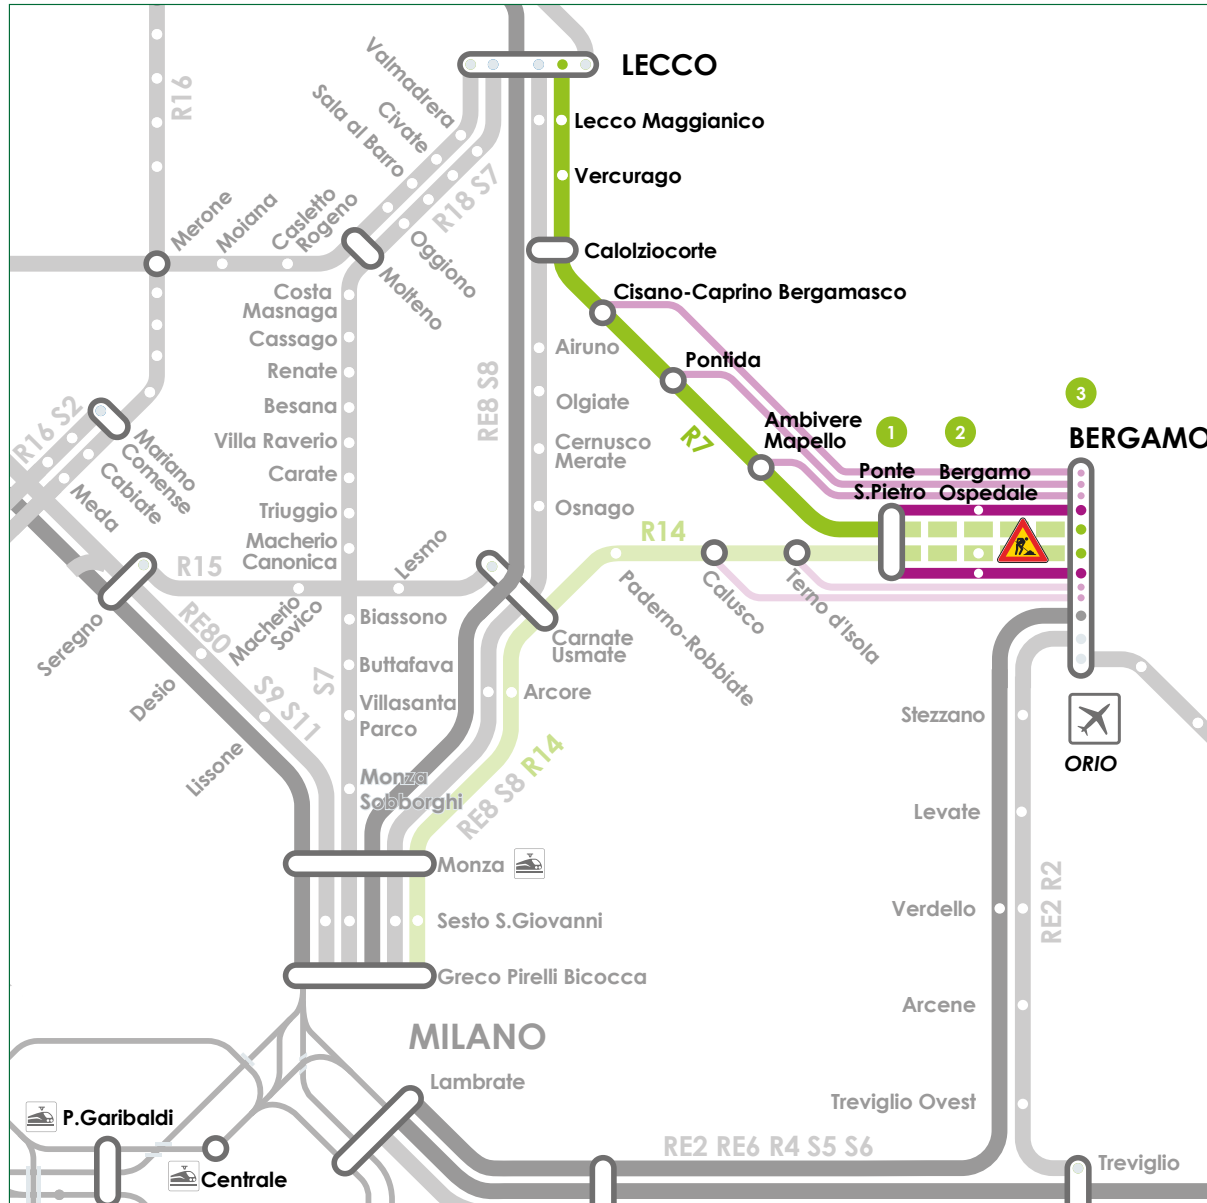 LECCO
R16
Valmadrera
Civate
Sala al Barro
Lecco Maggianico
Vercurago
R18 S7
Merone
Moiana
Casletto
Rogeno
Oggiono
Molteno
Calolziocorte
Cisano-Caprino Bergamasco
Costa
Masnaga
Cassago
Renate
Besana
Villa Raverio
Carate
Triuggio
Macherio
Canonica
RE8 S8
Airuno
Olgiate
Cernusco
Merate
Osnago
Pontida
R7
Ambivere
Mapello
1
2
3
Ponte
S.Pietro
Bergamo
Ospedale
BERGAMO
R16 S2
Mariano
Comense
Cabiate
Meda
R15
Lesmo
R14
Seregno
RE80
Macherio
Sovico
Biassono
Carnate
Usmate
Paderno-Robbiate
Calusco
Terno d'Isola
Desio
S9 S11
S7
Buttafava
Villasanta
Parco
Arcore
Lissone
Monza
Sobborghi
RE8 S8 R14
Stezzano
ORIO
Levate
Monza
Sesto S.Giovanni
Greco Pirelli Bicocca
Verdello
RE2 R2
Arcene
MILANO
Lambrate
Treviglio Ovest
P.Garibaldi
Centrale
RE2 RE6 R4 S5 S6
Treviglio